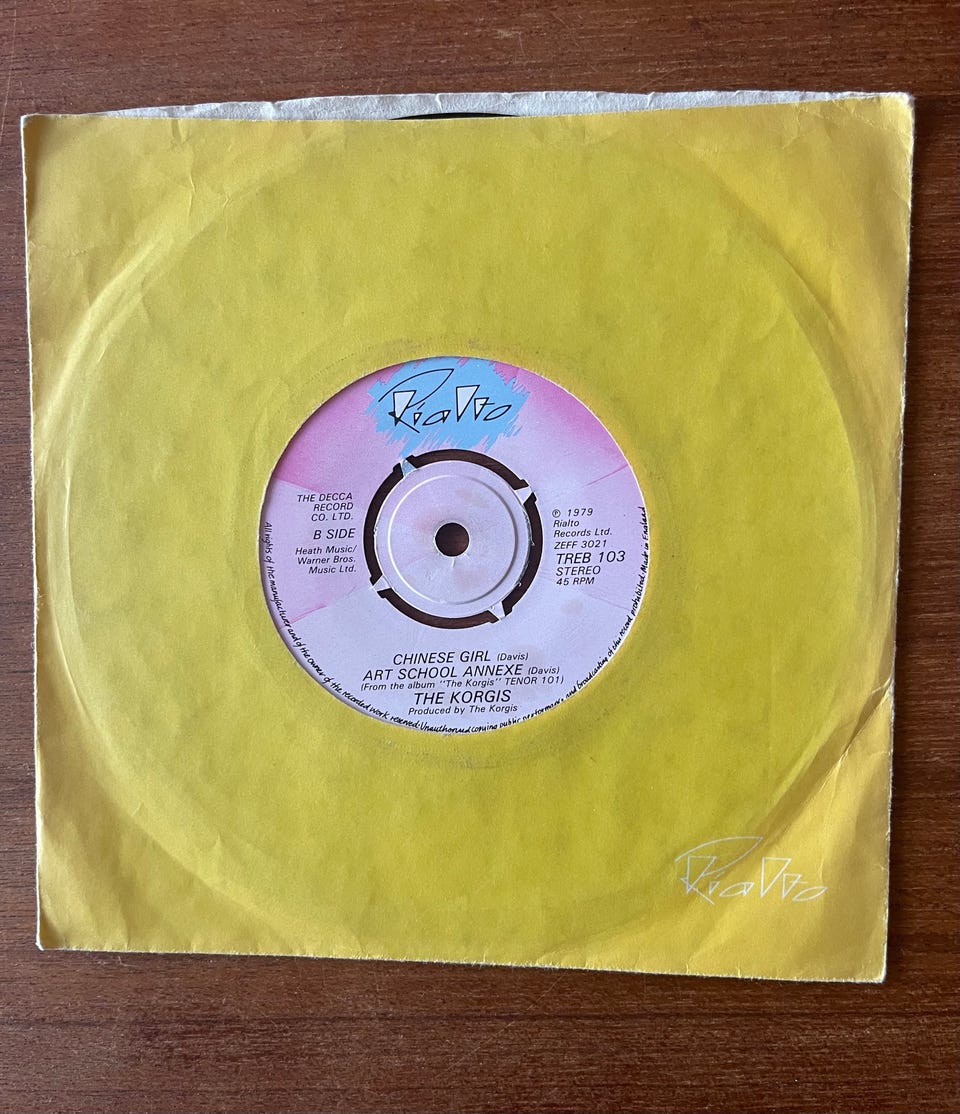 Rialto
THE DECCA
RECORD
CO. LTD.
B SIDE
Heath Music/
Warner Bros.
Music Ltd.
℗ 1979
Rialto
Records Ltd.
ZEFF 3021
TREB 103
STEREO
45 RPM
CHINESE GIRL (Davis)
ART SCHOOL ANNEXE (Davis)
(From the album "The Korgis" TENOR 101)
THE KORGIS
Produced by The Korgis
All rights of the manufacturer and of the owner of the recorded work reserved. Unauthorised copying public performance and broadcasting of this record prohibited. Made in England
Rialto